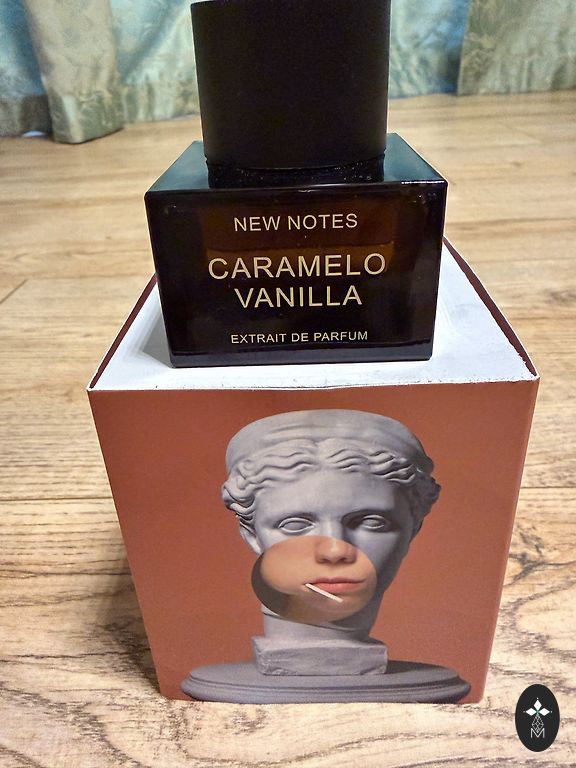 NEW NOTES
CARAMELO
VANILLA
EXTRAIT DE PARFUM
M